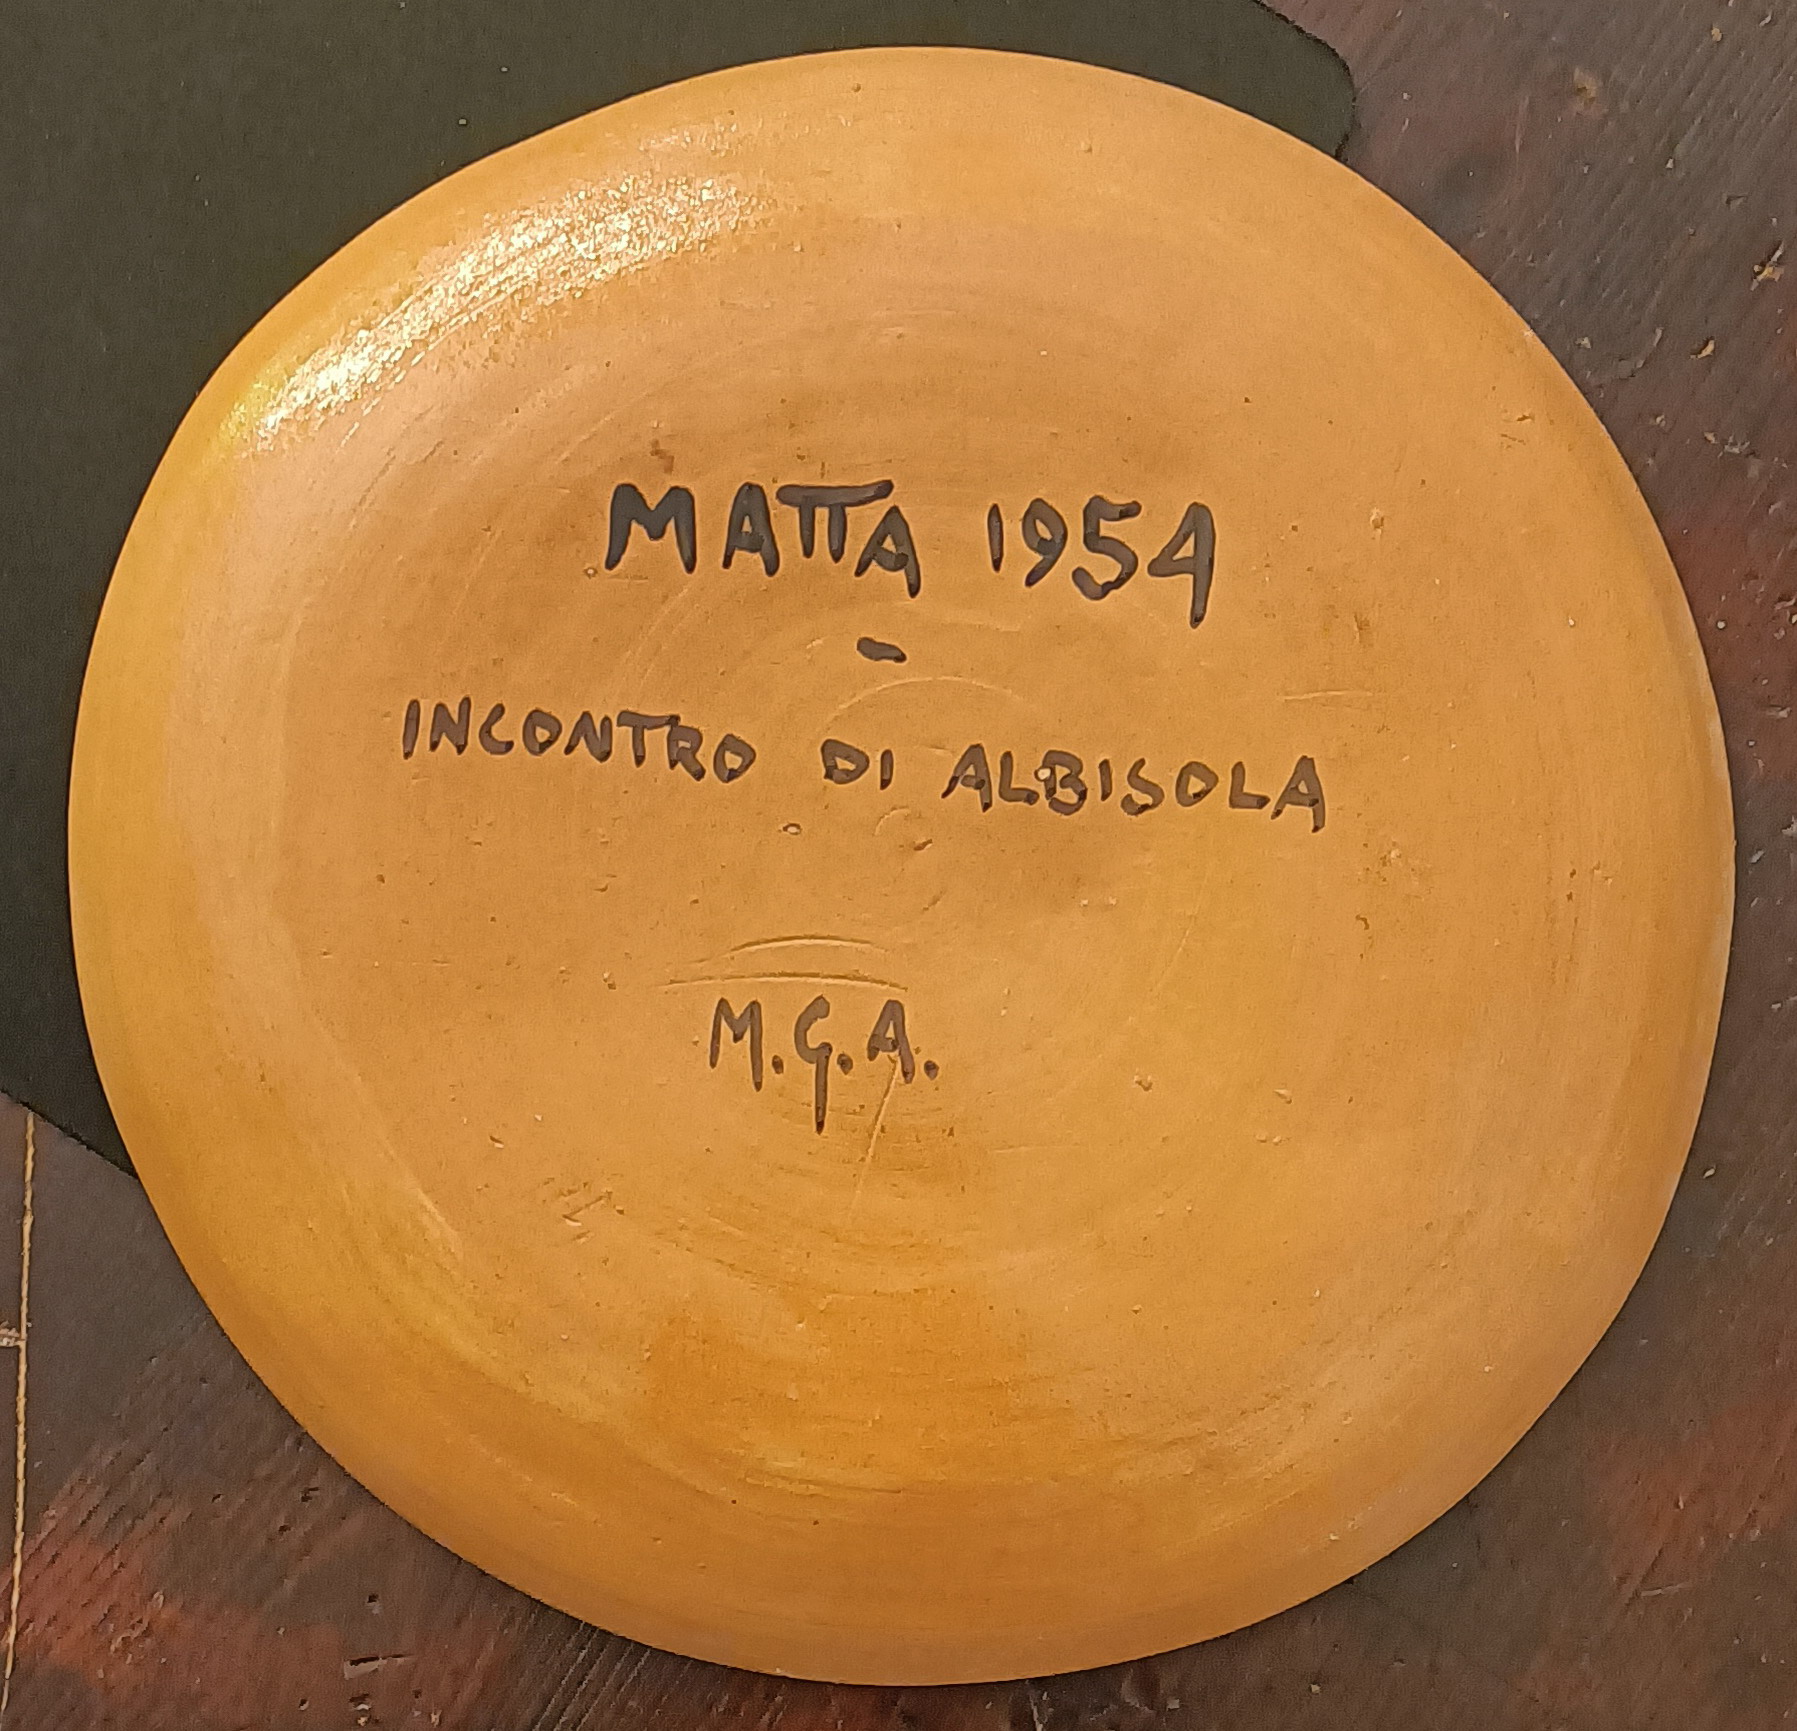 MATTA 1954
-
INCONTRO DI ALBISOLA
M.G.A.